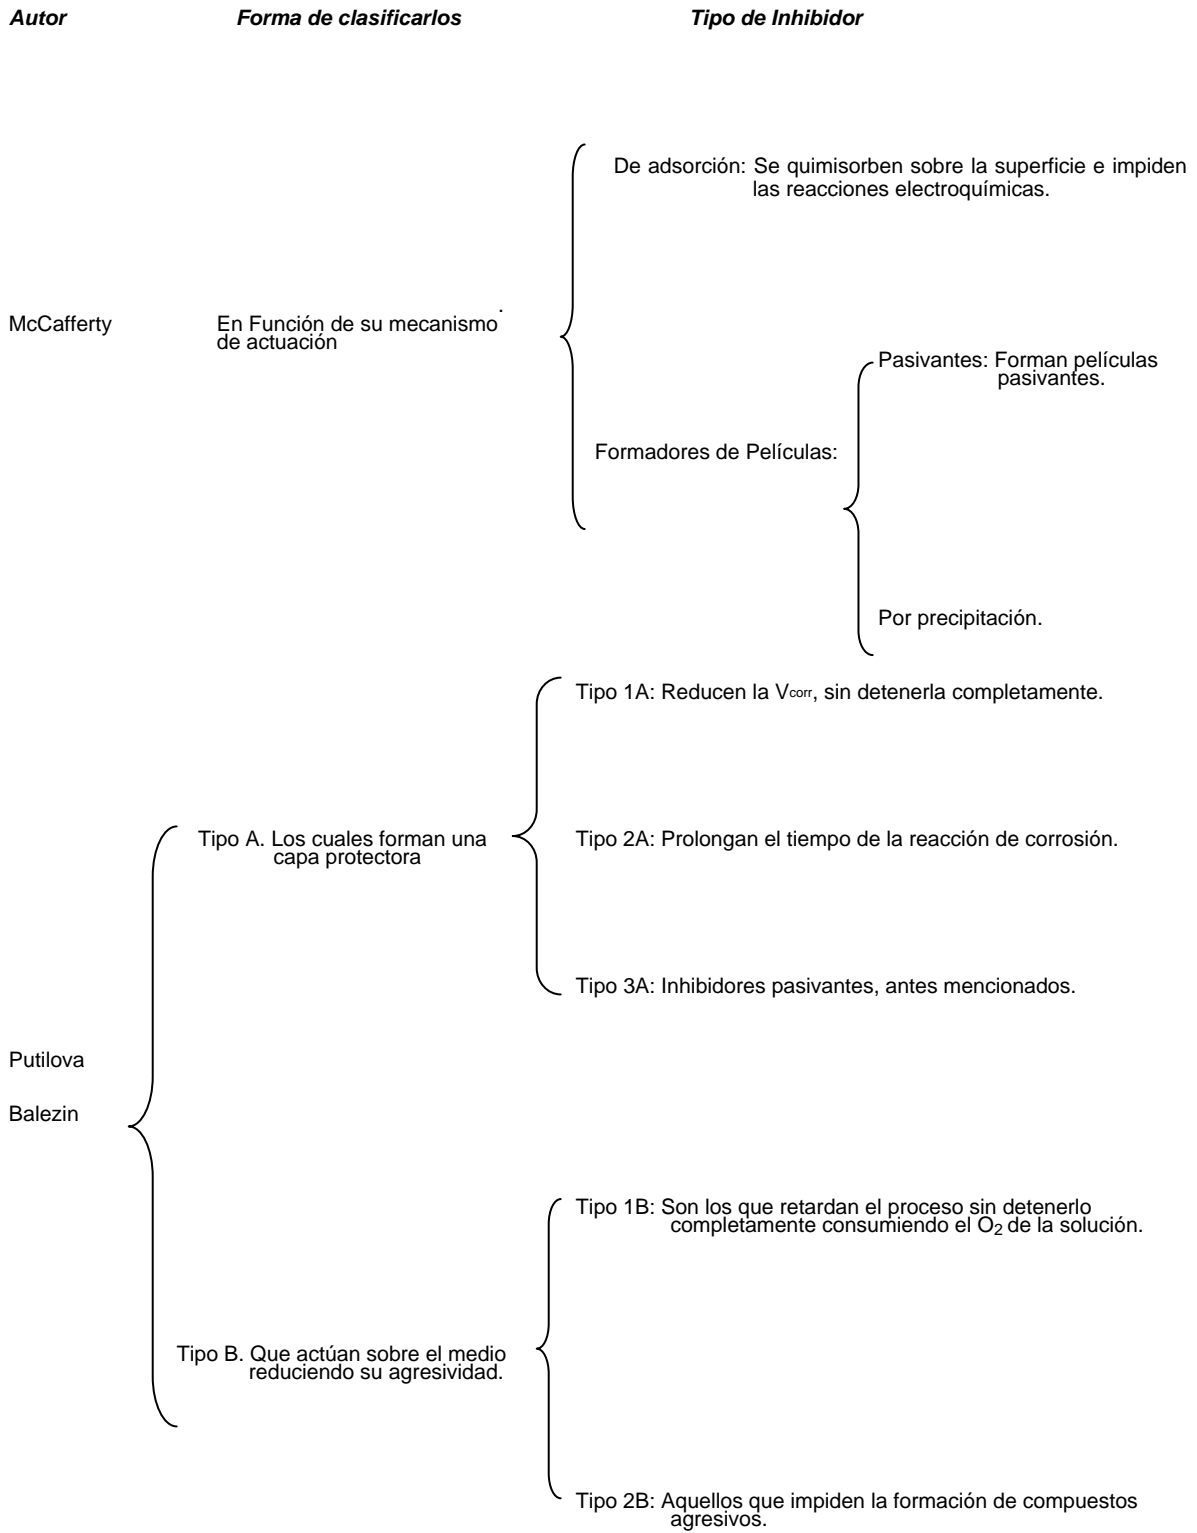 Autor Forma de clasificarlos Tipo de Inhibidor
De adsorción: Se quimisorben sobre la superficie e impiden
las reacciones electroquímicas.
McCafferty
En Función de su mecanismo.
de actuación
Formadores de Películas:
Pasivantes: Forman películas
pasivantes.
Por precipitación.
Putilova
Balezin
Tipo A. Los cuales forman una
capa protectora
Tipo 1A: Reducen la Vcorr, sin detenerla completamente.
Tipo 2A: Prolongan el tiempo de la reacción de corrosión.
Tipo 3A: Inhibidores pasivantes, antes mencionados.
Tipo B. Que actúan sobre el medio
reduciendo su agresividad.
Tipo 1B: Son los que retardan el proceso sin detenerlo
completamente consumiendo el O2 de la solución.
Tipo 2B: Aquellos que impiden la formación de compuestos
agresivos.